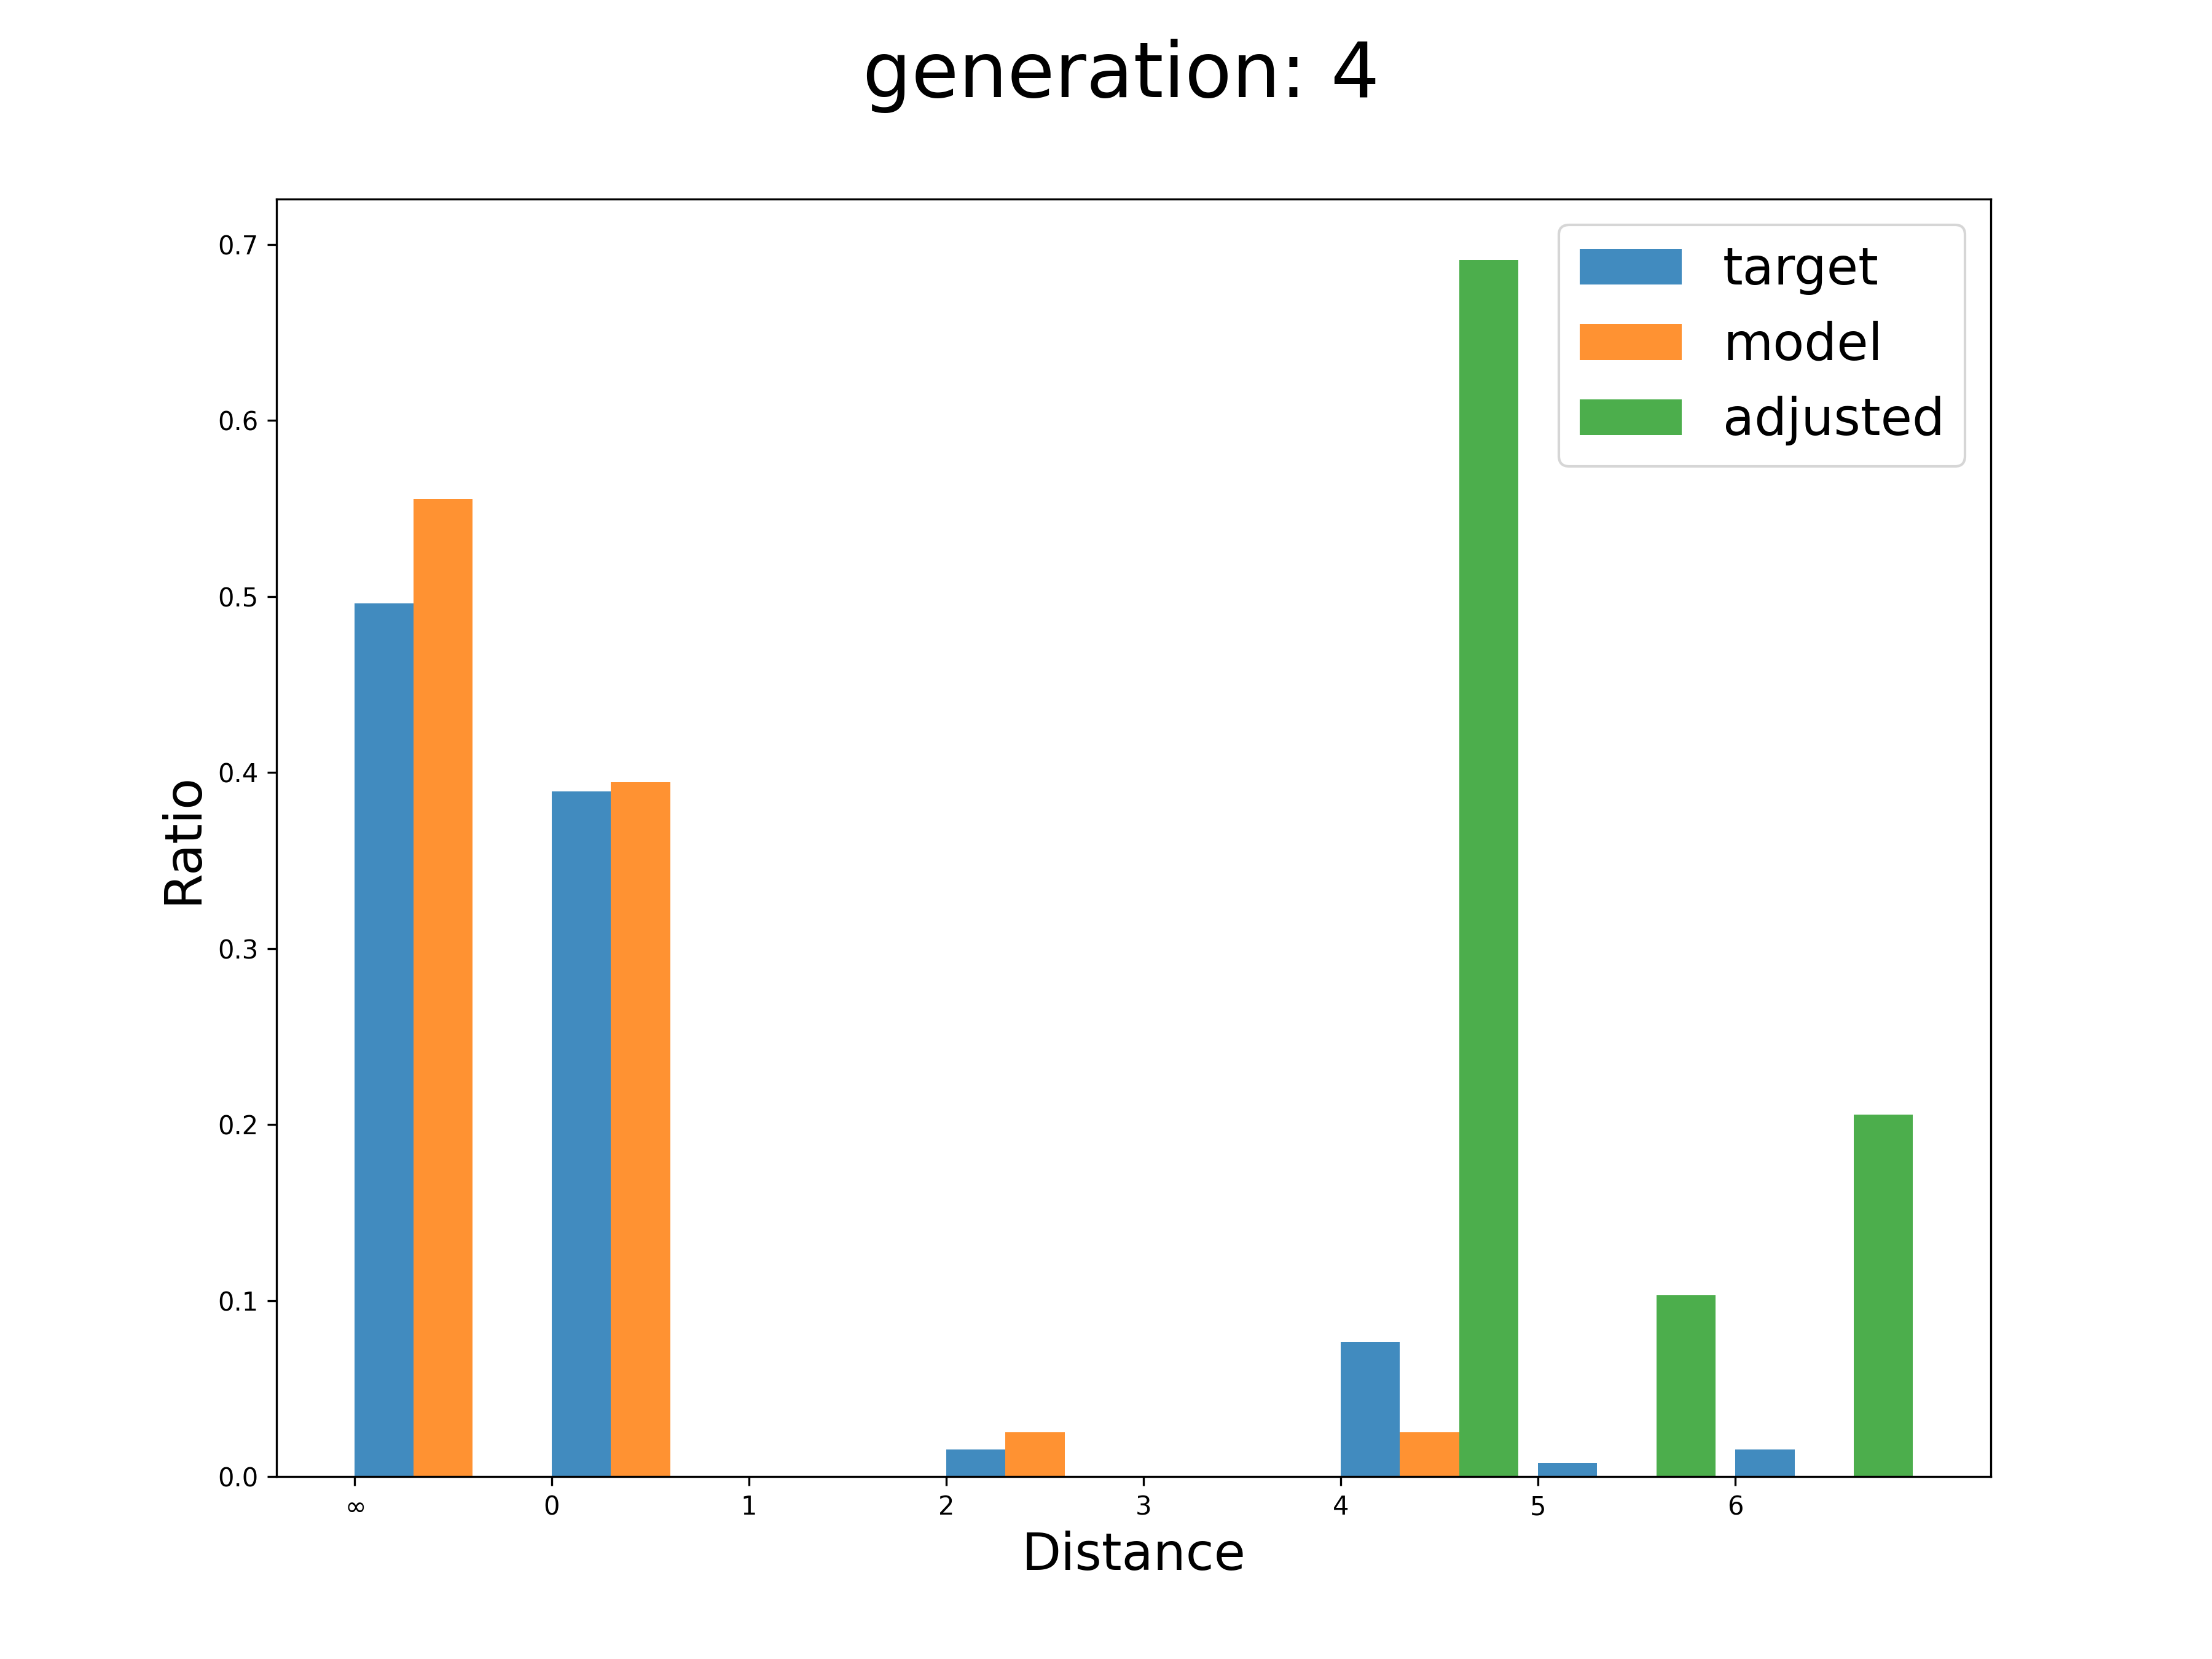 generation: 4
target
model
adjusted
Ratio
0.7
0.6
0.5
0.4
0.3
0.2
0.1
0.0
∞ 0 1 2 3 4 5 6
Distance